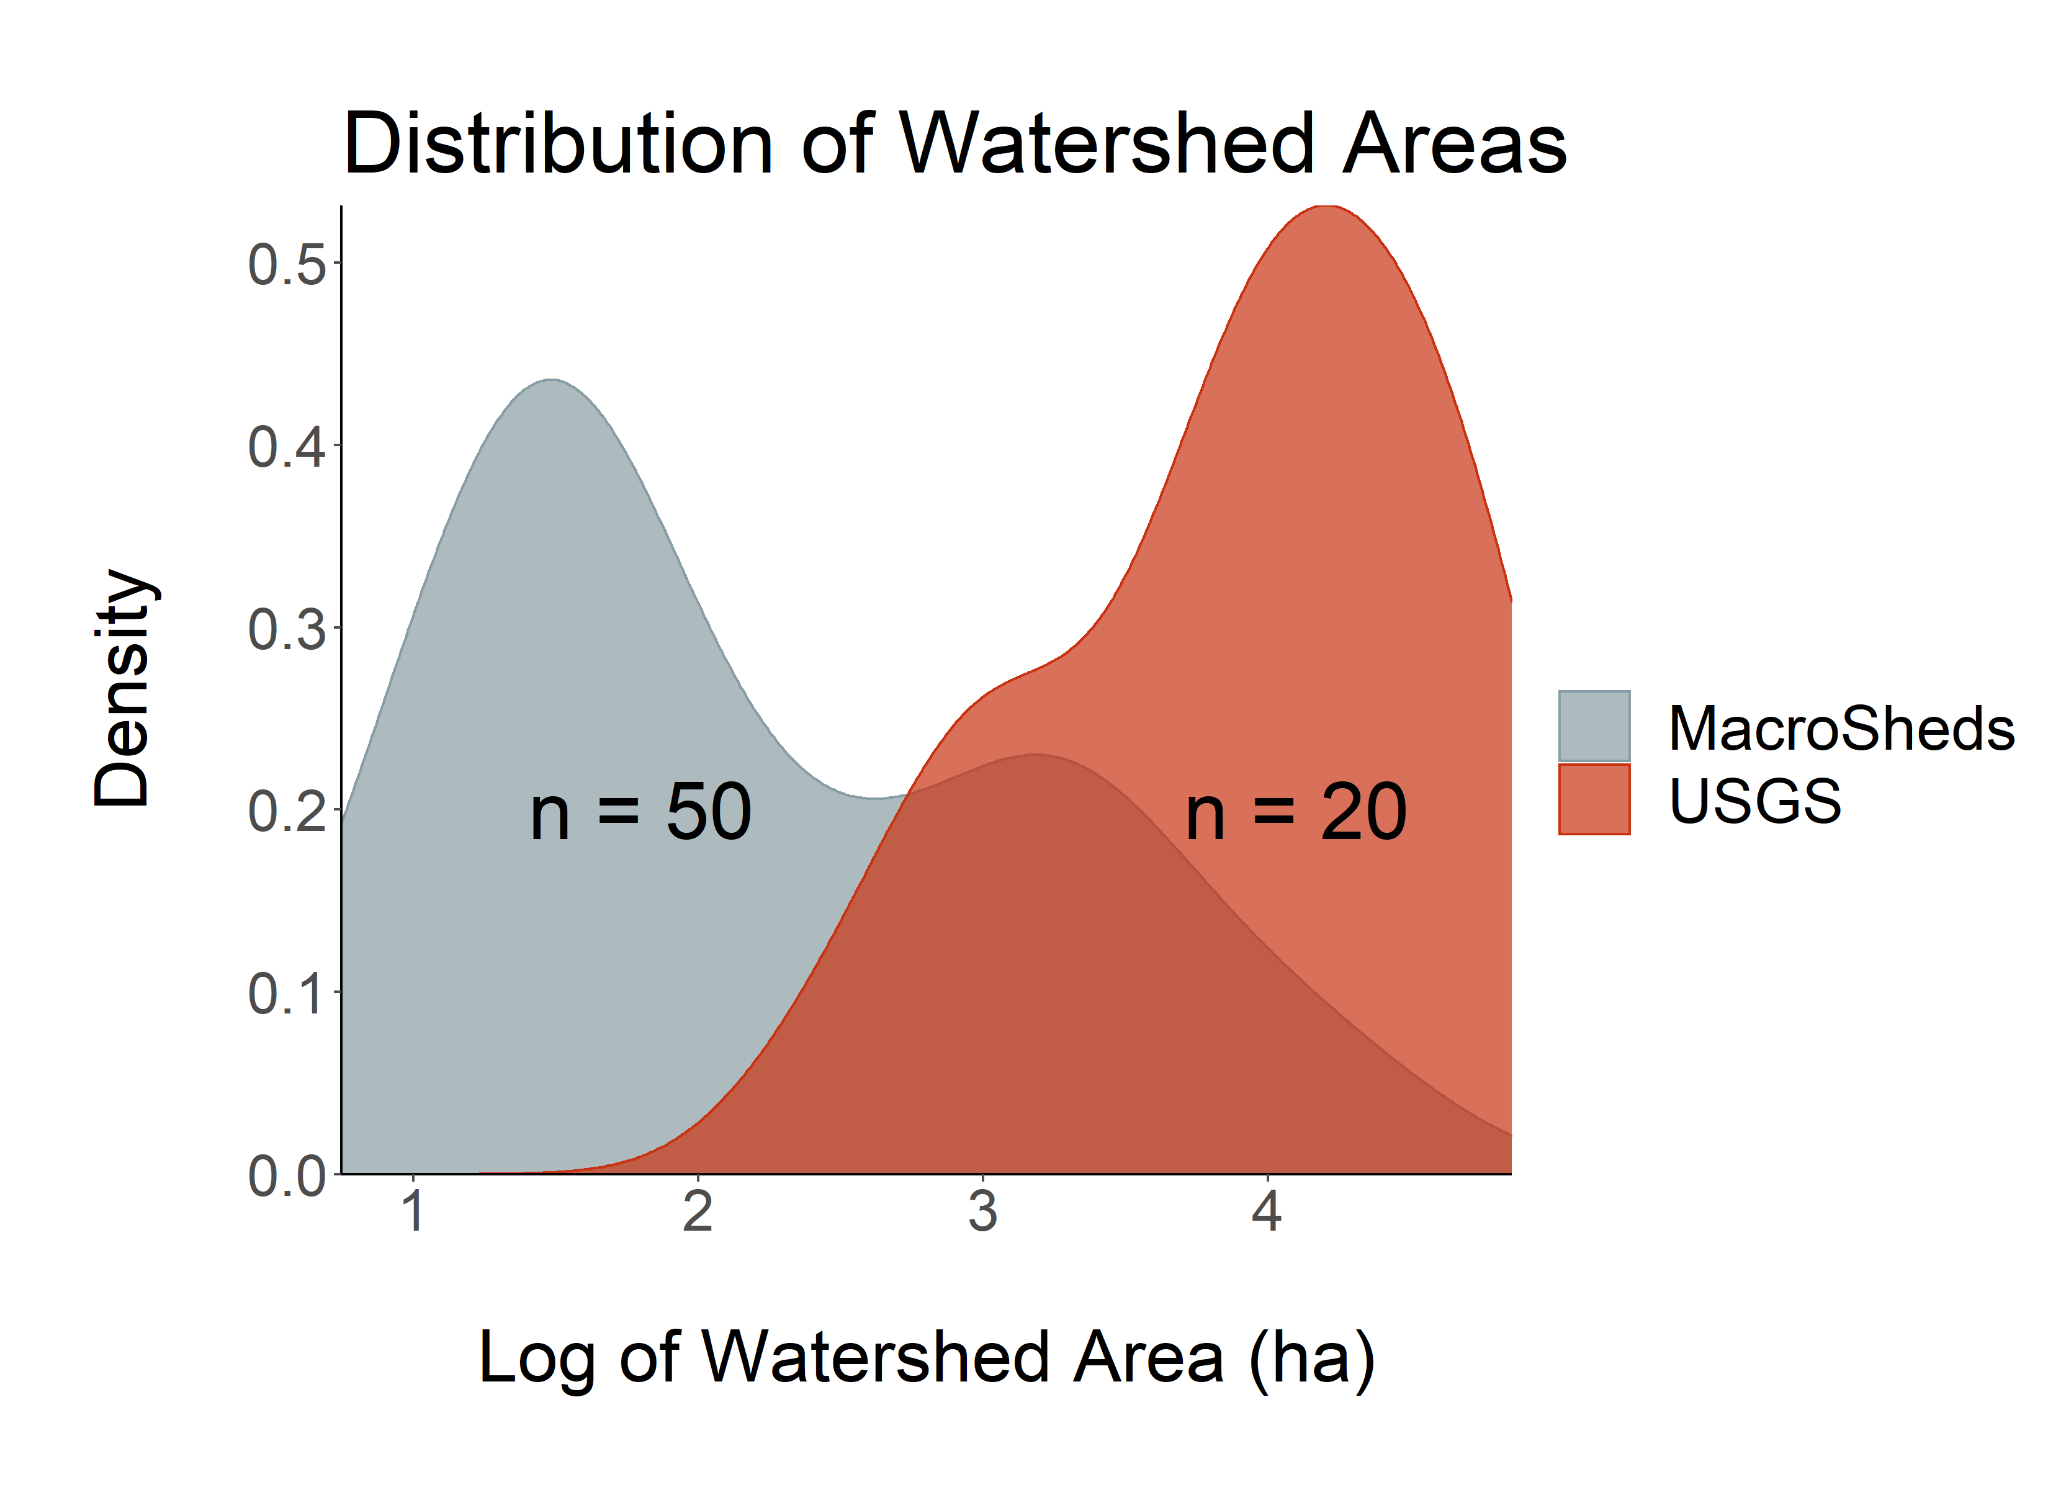 Distribution of Watershed Areas
Density
0.5
0.4
0.3
0.2
0.1
0.0
n = 50
n = 20
1 2 3 4
Log of Watershed Area (ha)
MacroSheds
USGS